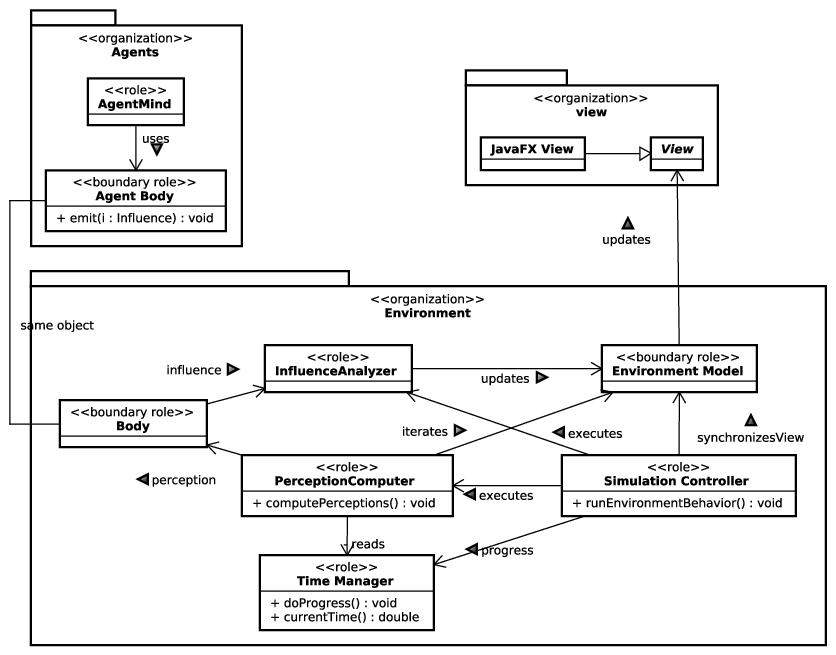 <<organization>>
Agents
<<role>>
AgentMind
uses
<<boundary role>>
Agent Body
+ emit(i : Influence) : void
<<organization>>
view
JavaFX View
View
updates
same object
<<organization>>
Environment
<<role>>
InfluenceAnalyzer
influence
updates
<<boundary role>>
Environment Model
<<boundary role>>
Body
iterates
executes
synchronizesView
perception
<<role>>
PerceptionComputer
+ computePerceptions() : void
executes
<<role>>
Simulation Controller
+ runEnvironmentBehavior() : void
reads
progress
<<role>>
Time Manager
+ doProgress() : void
+ currentTime() : double